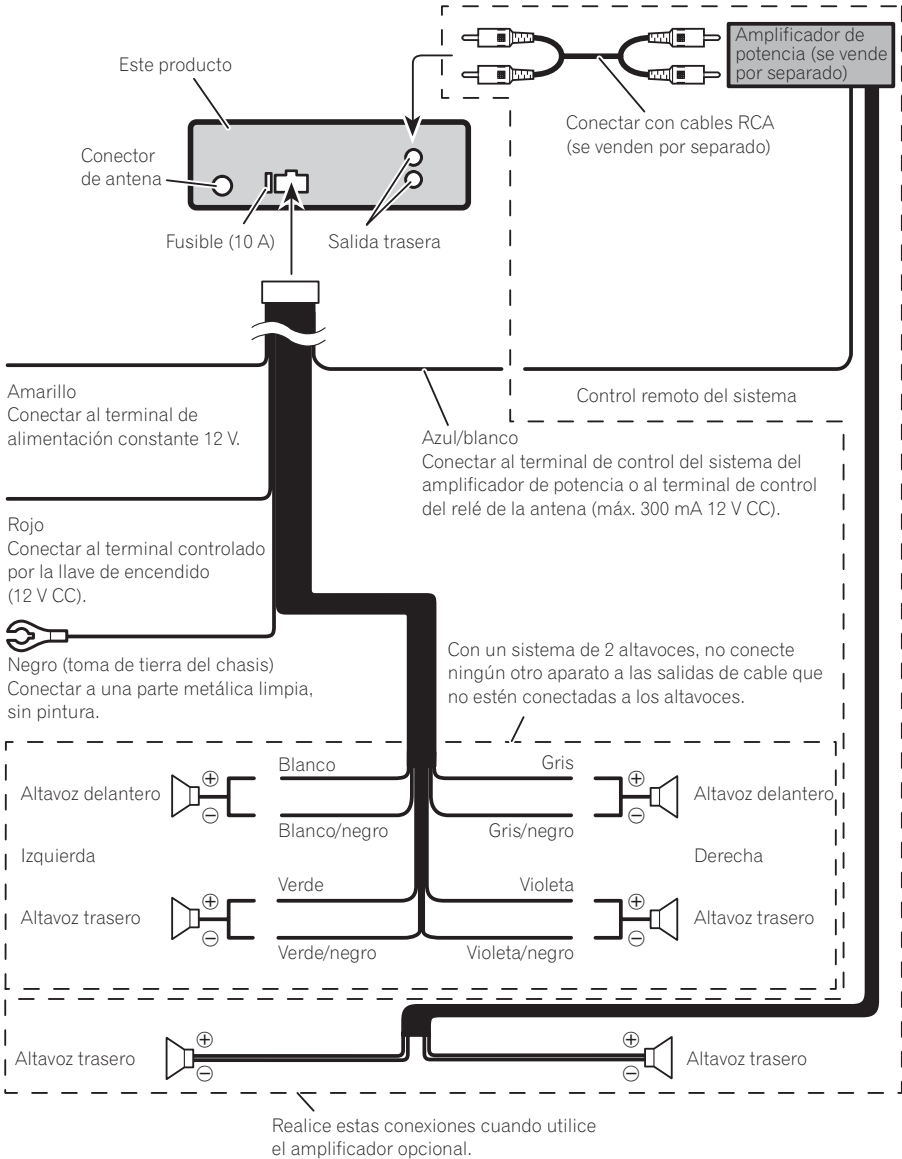 Amplificador de
potencia (se vende
por separado)
Este producto
Conectar con cables RCA
(se venden por separado)
Conector
de antena
Fusible (10 A)
Salida trasera
Amarillo
Conectar al terminal de
alimentación constante 12 V.
Control remoto del sistema
Azul/blanco
Conectar al terminal de control del sistema del
amplificador de potencia o al terminal de control
del relé de la antena (máx. 300 mA 12 V CC).
Rojo
Conectar al terminal controlado
por la llave de encendido
(12 V CC).
Negro (toma de tierra del chasis)
Conectar a una parte metálica limpia,
sin pintura.
Con un sistema de 2 altavoces, no conecte
ningún otro aparato a las salidas de cable que
no estén conectadas a los altavoces.
Blanco
Gris
Altavoz delantero
+
−
+
−
Altavoz delantero
Blanco/negro
Gris/negro
Izquierda
Derecha
Verde
Violeta
Altavoz trasero
+
−
+
−
Altavoz trasero
Verde/negro
Violeta/negro
Altavoz trasero
+
−
+
−
Altavoz trasero
Realice estas conexiones cuando utilice
el amplificador opcional.